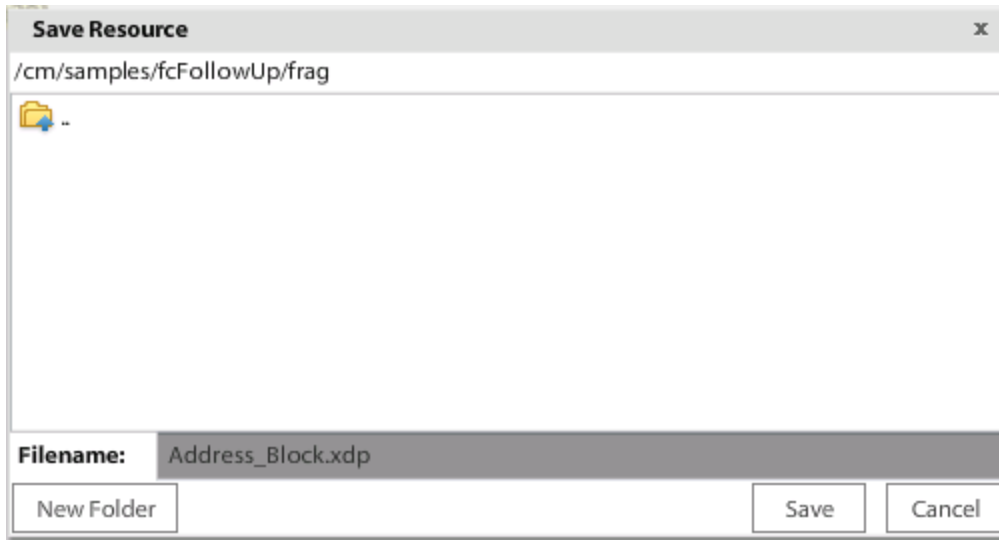 Save Resource x
/cm/samples/fcFollowUp/frag
..
Filename: Address_Block.xdp
New Folder Save Cancel